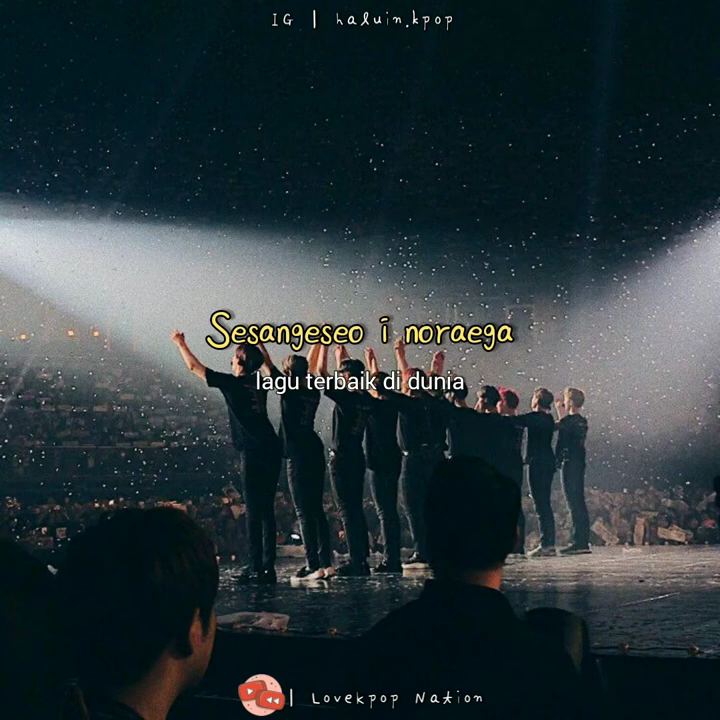 IG | haluin.kpop
Sesangeseo i noraega
lagu terbaik di dunia
| Lovekpop Nation